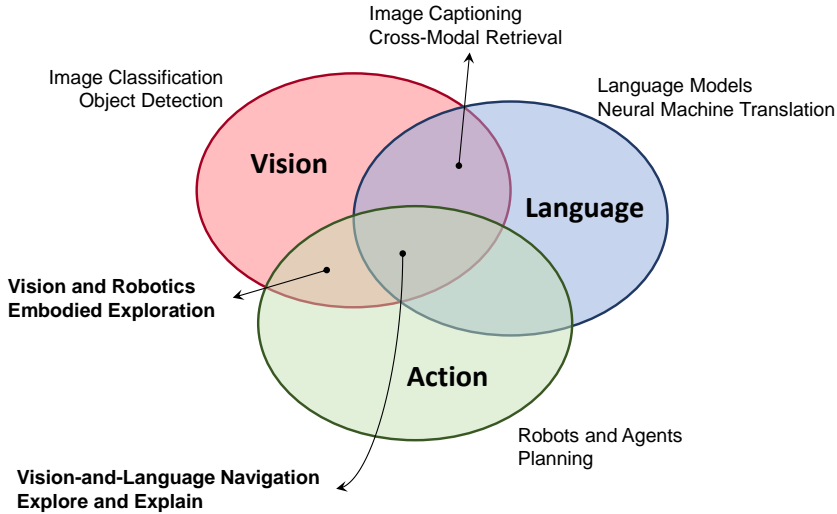 Image Captioning
Cross-Modal Retrieval
Image Classification
Object Detection
Language Models
Neural Machine Translation
Vision
Language
Vision and Robotics
Embodied Exploration
Action
Robots and Agents
Planning
Vision-and-Language Navigation
Explore and Explain